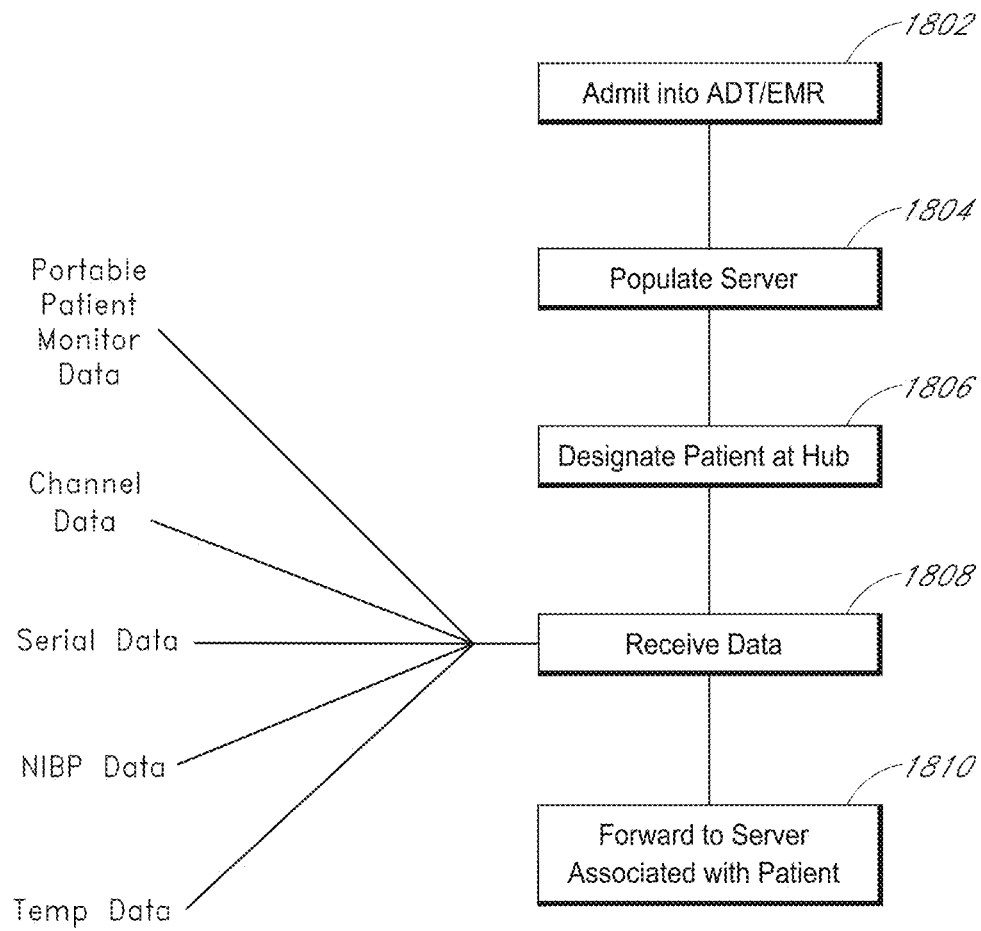 1802
Admit into ADT/EMR
1804
Populate Server
1806
Designate Patient at Hub
1808
Receive Data
1810
Forward to Server
Associated with Patient
Portable
Patient
Monitor
Data
Channel
Data
Serial Data
NIBP Data
Temp Data